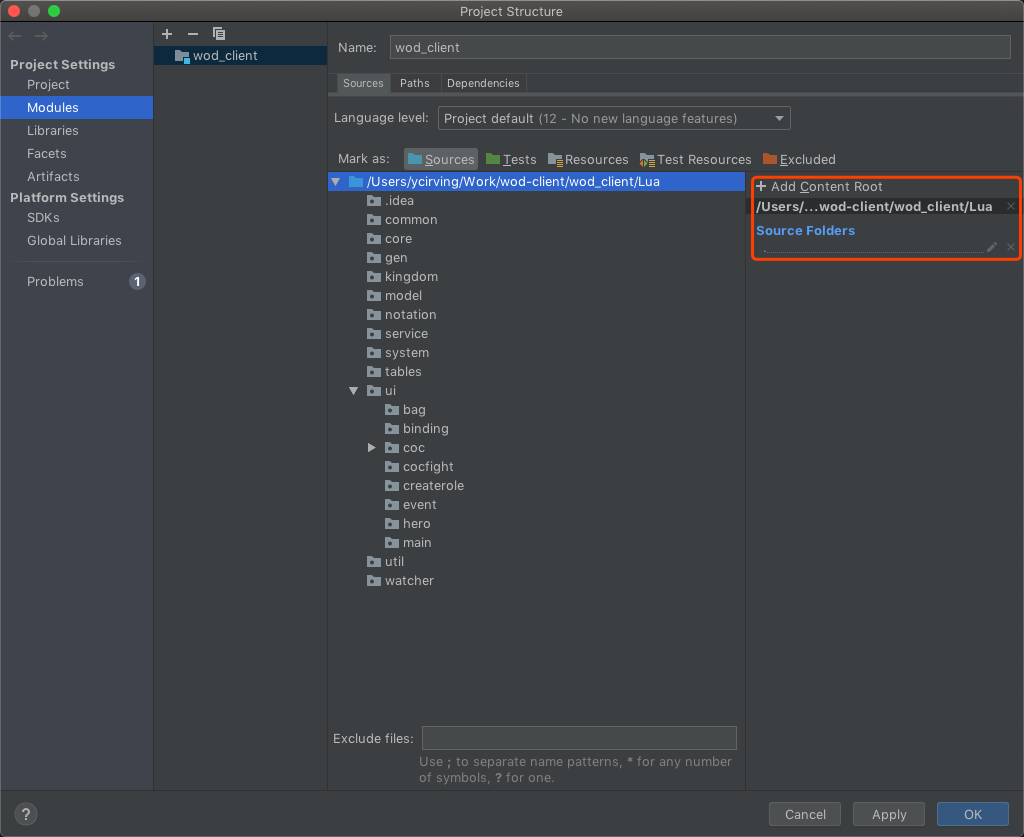 Project Structure
Project Settings
Project
Modules
Libraries
Facets
Artifacts
Platform Settings
SDKs
Global Libraries
Problems 1
wod_client
Name: wod_client
Sources Paths Dependencies
Language level: Project default (12 - No new language features)
Mark as: Sources Tests Resources Test Resources Excluded
/Users/ycirving/Work/wod-client/wod_client/Lua
.idea
common
core
gen
kingdom
model
notation
service
system
tables
ui
bag
binding
coc
cocfight
createrole
event
hero
main
util
watcher
+ Add Content Root
/Users/...wod-client/wod_client/Lua
Source Folders
.
Exclude files:
Use ; to separate name patterns, * for any number
of symbols, ? for one.
? Cancel Apply OK